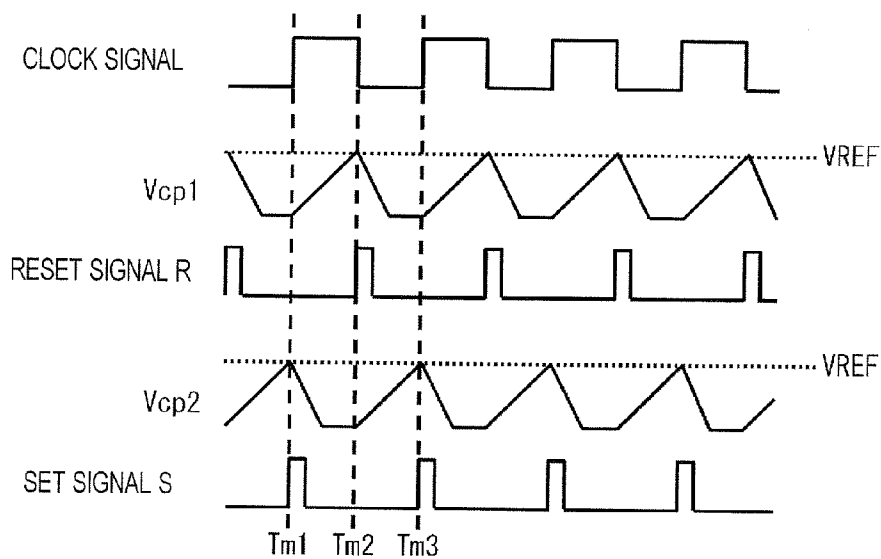 CLOCK SIGNAL
VREF
Vcp1
RESET SIGNAL R
VREF
Vcp2
SET SIGNAL S
Tm1 Tm2 Tm3